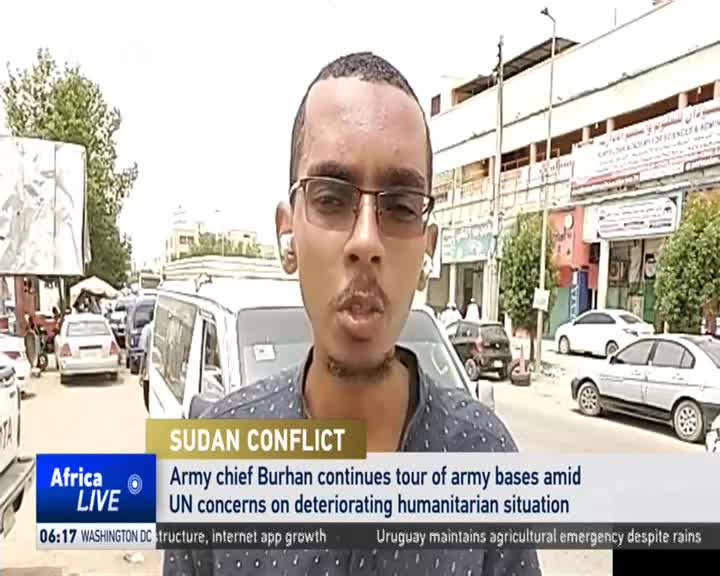 SUDAN CONFLICT
Army chief Burhan continues tour of army bases amid
UN concerns on deteriorating humanitarian situation
Africa
LIVE
06:17 WASHINGTON DC
structure, internet app growth
Uruguay maintains agricultural emergency despite rains